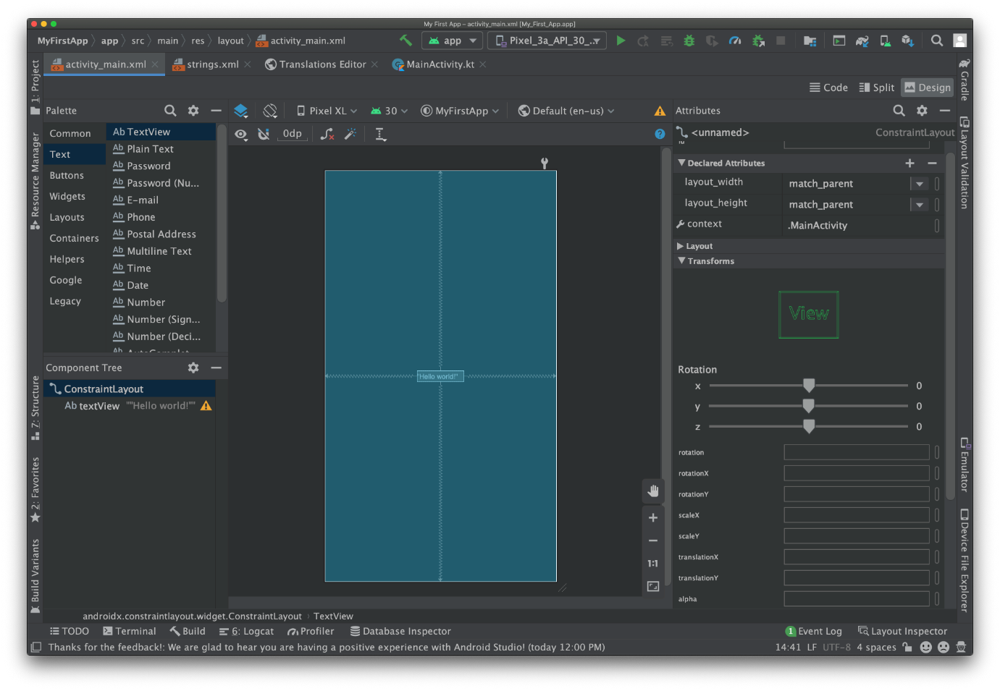 My First App – activity_main.xml [My_First_App.app]
MyFirstApp app src main res layout activity_main.xml
app Pixel_3a_API_30_...
activity_main.xml strings.xml Translations Editor MainActivity.kt
Code Split Design
Palette
Pixel XL 30 MyFirstApp Default (en-us)
Attributes
0dp
?
<unnamed> ConstraintLayout
Common
Text
Buttons
Widgets
Layouts
Containers
Helpers
Google
Legacy
Ab TextView
Ab Plain Text
Ab Password
Ab Password (Nu...
Ab E-mail
Ab Phone
Ab Postal Address
Ab Multiline Text
Ab Time
Ab Date
Ab Number
Ab Number (Sign...
Ab Number (Deci...
Ab AutoComplet
Component Tree
ConstraintLayout
Ab textView ""Hello world!""
"Hello world!"
1:1
id
Declared Attributes
layout_width match_parent
layout_height match_parent
context .MainActivity
Layout
Transforms
View
Rotation
x 0
y 0
z 0
rotation
rotationX
rotationY
scaleX
scaleY
translationX
translationY
alpha
1: Project
Resource Manager
7: Structure
2: Favorites
Build Variants
Gradle
Layout Validation
Emulator
Device File Explorer
androidx.constraintlayout.widget.ConstraintLayout › TextView
TODO Terminal Build 6: Logcat Profiler Database Inspector
1 Event Log Layout Inspector
Thanks for the feedback!: We are glad to hear you are having a positive experience with Android Studio! (today 12:00 PM)
14:41 LF UTF-8 4 spaces